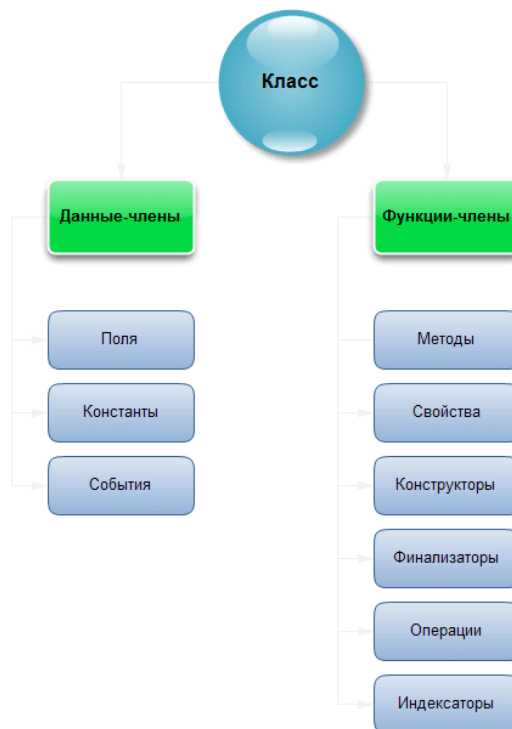 Класс
Данные-члены
Функции-члены
Поля
Константы
События
Методы
Свойства
Конструкторы
Финализаторы
Операции
Индексаторы